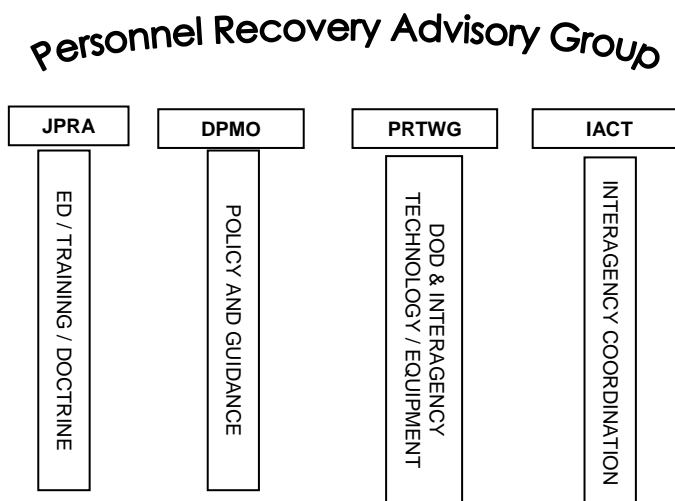 Personnel Recovery Advisory Group
JPRA
DPMO
PRTWG
IACT
ED / TRAINING / DOCTRINE
POLICY AND GUIDANCE
DOD & INTERAGENCY
TECHNOLOGY / EQUIPMENT
INTERAGENCY COORDINATION